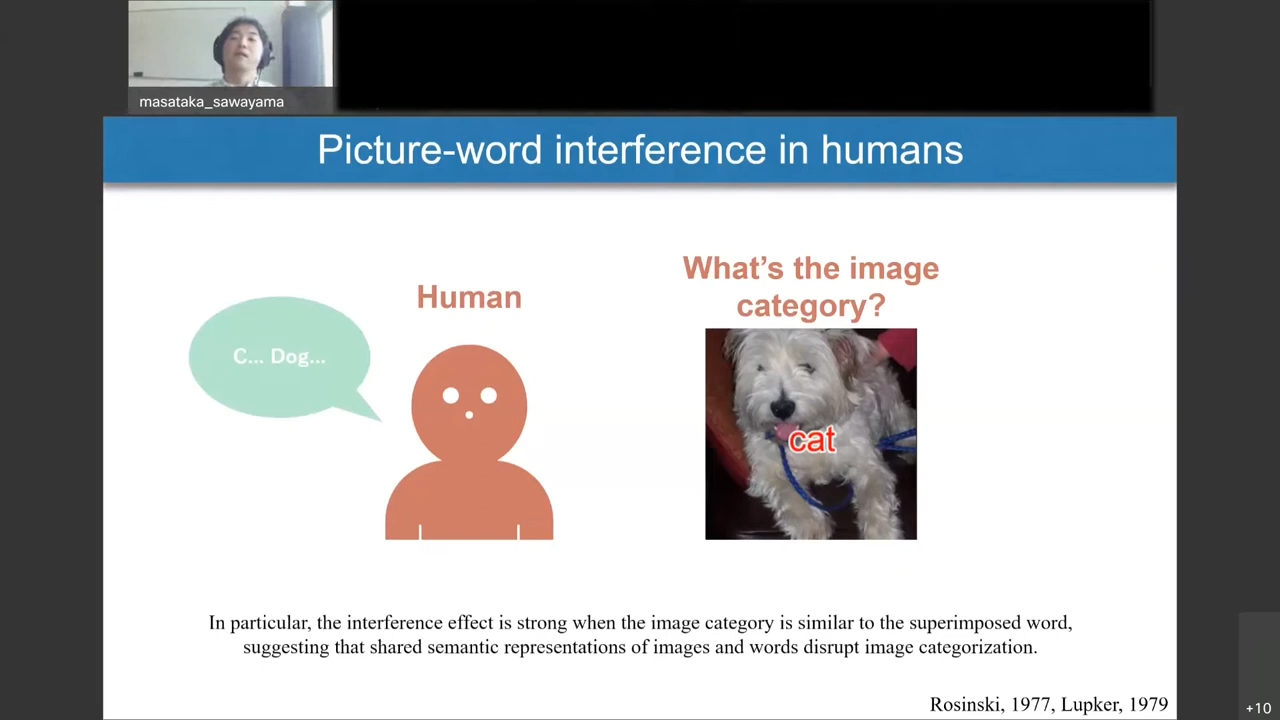 masataka_sawayama
Picture-word interference in humans
What's the image
category?
Human
C... Dog...
cat
In particular, the interference effect is strong when the image category is similar to the superimposed word,
suggesting that shared semantic representations of images and words disrupt image categorization.
Rosinski, 1977, Lupker, 1979
+10